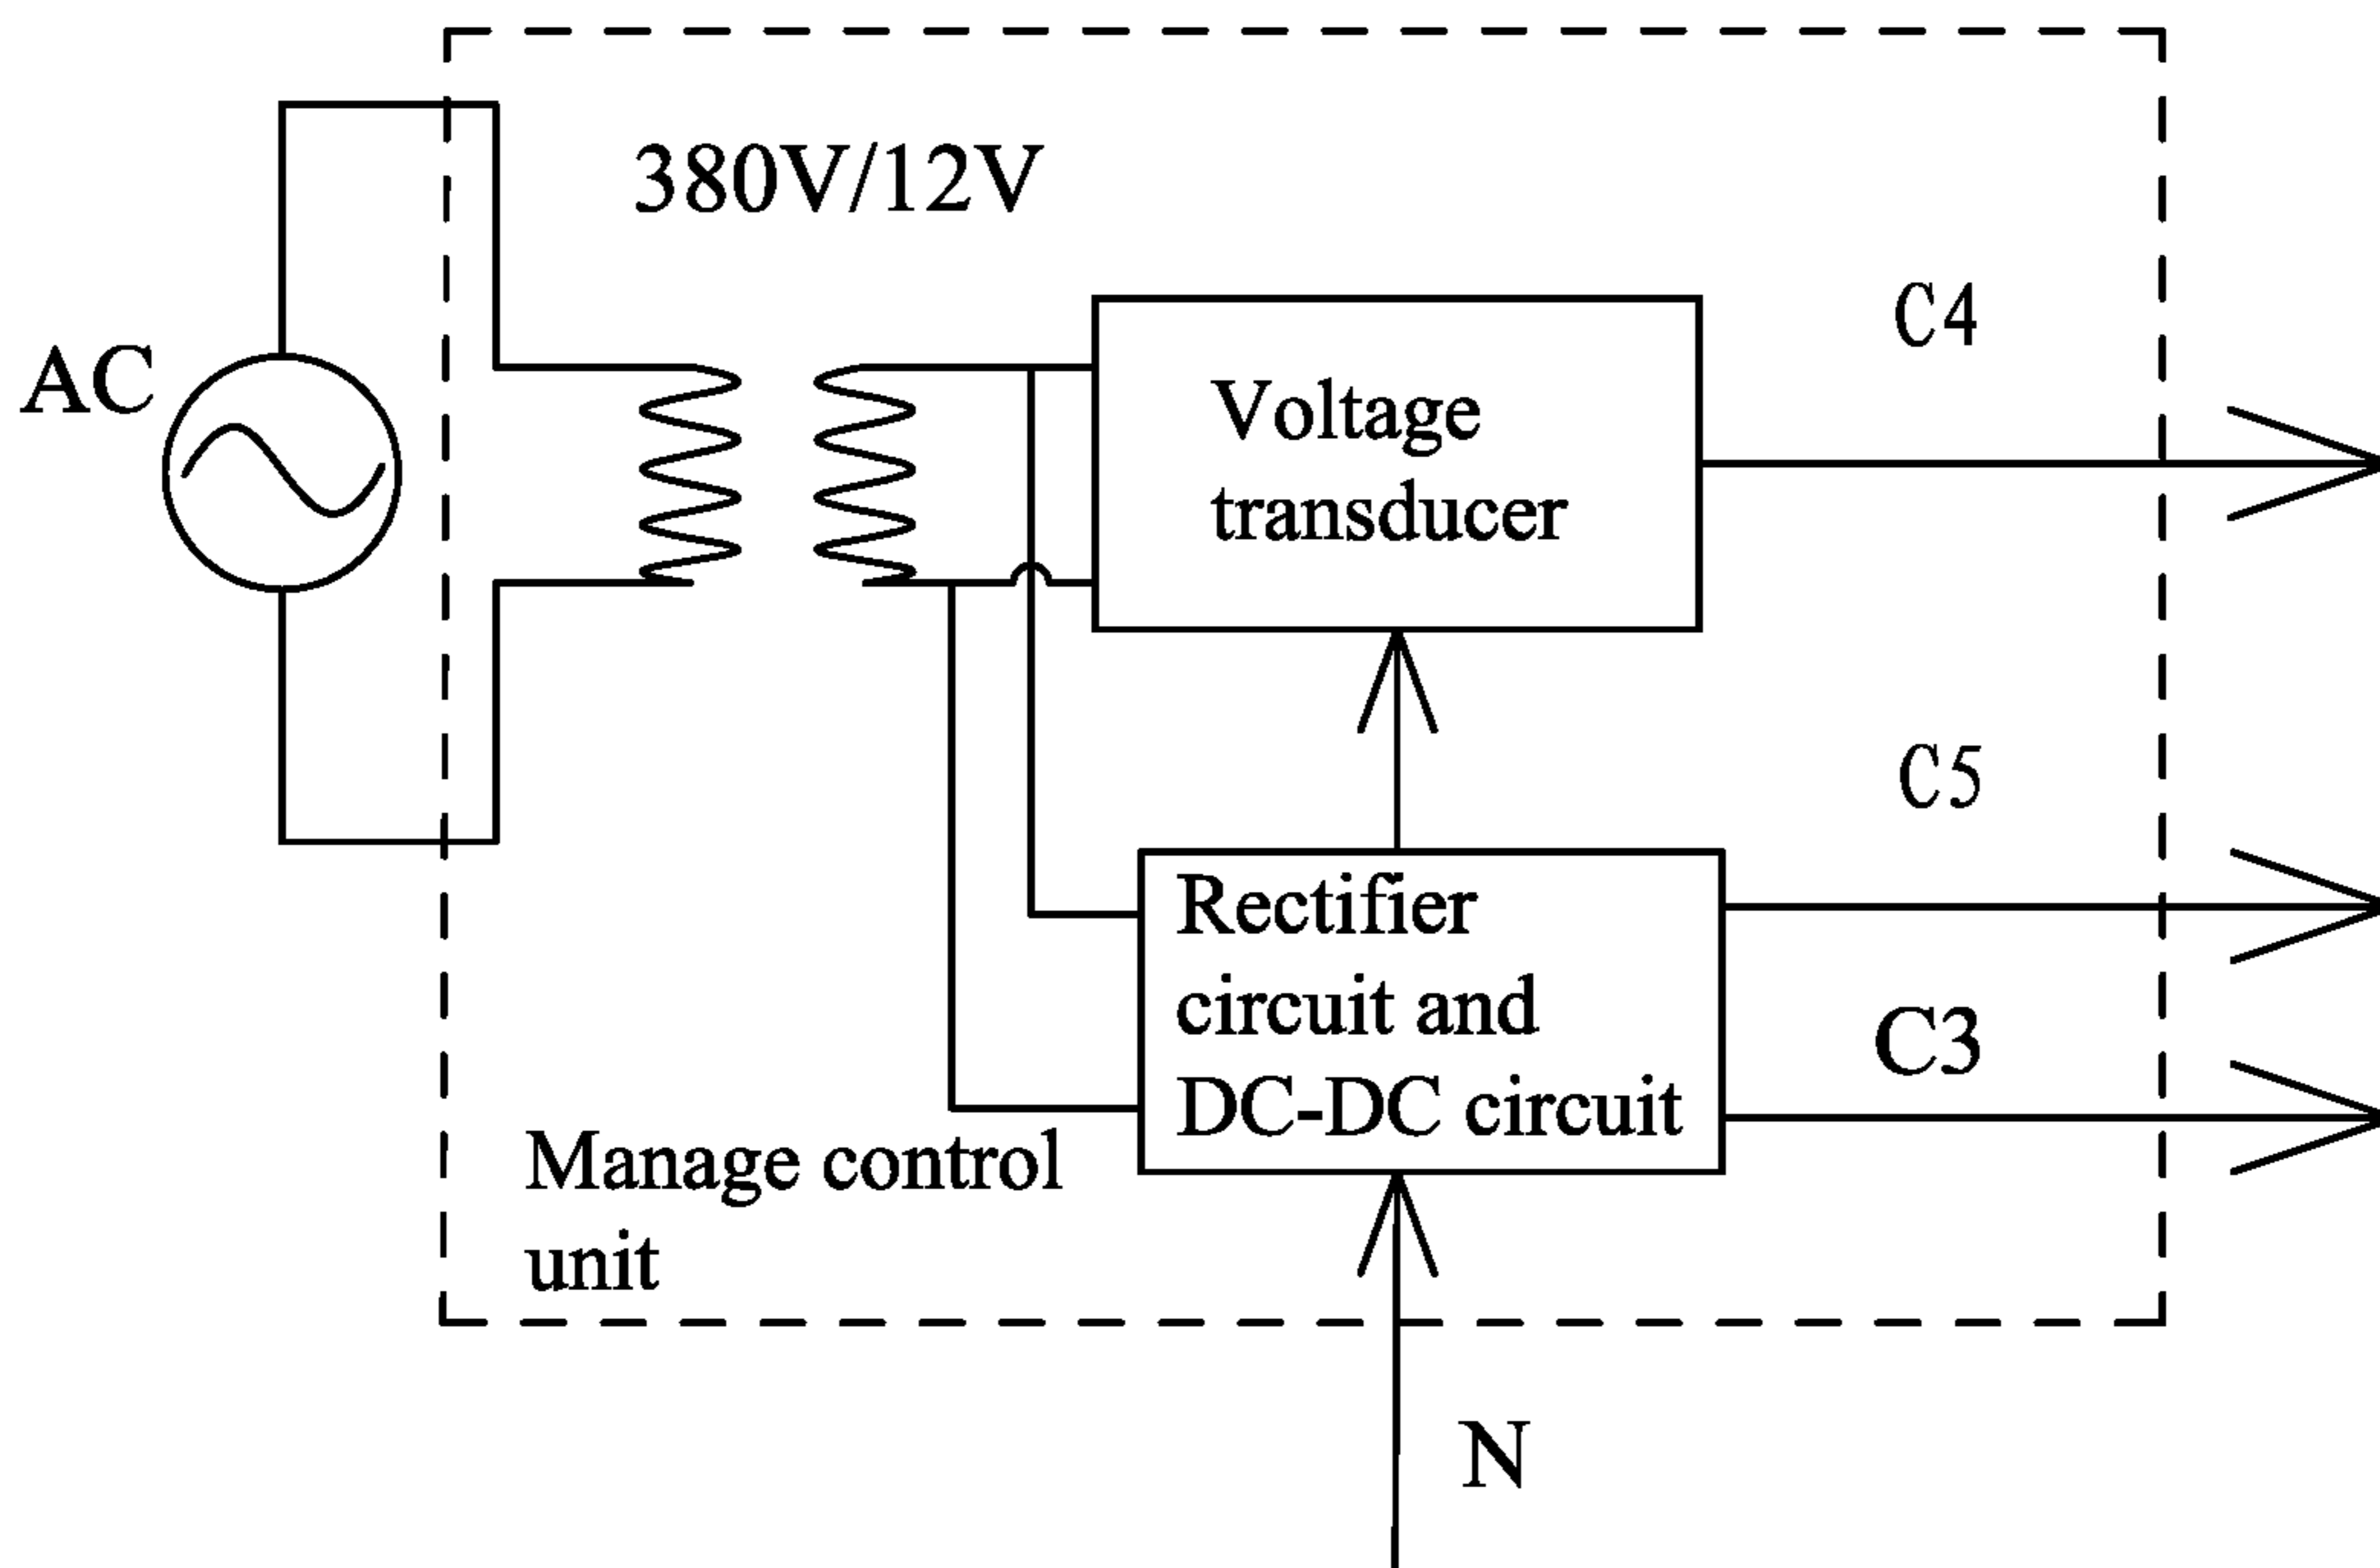 380V/12V
AC
C4
Voltage
transducer
C5
Rectifier
circuit and
DC-DC circuit
C3
Manage control
unit
N